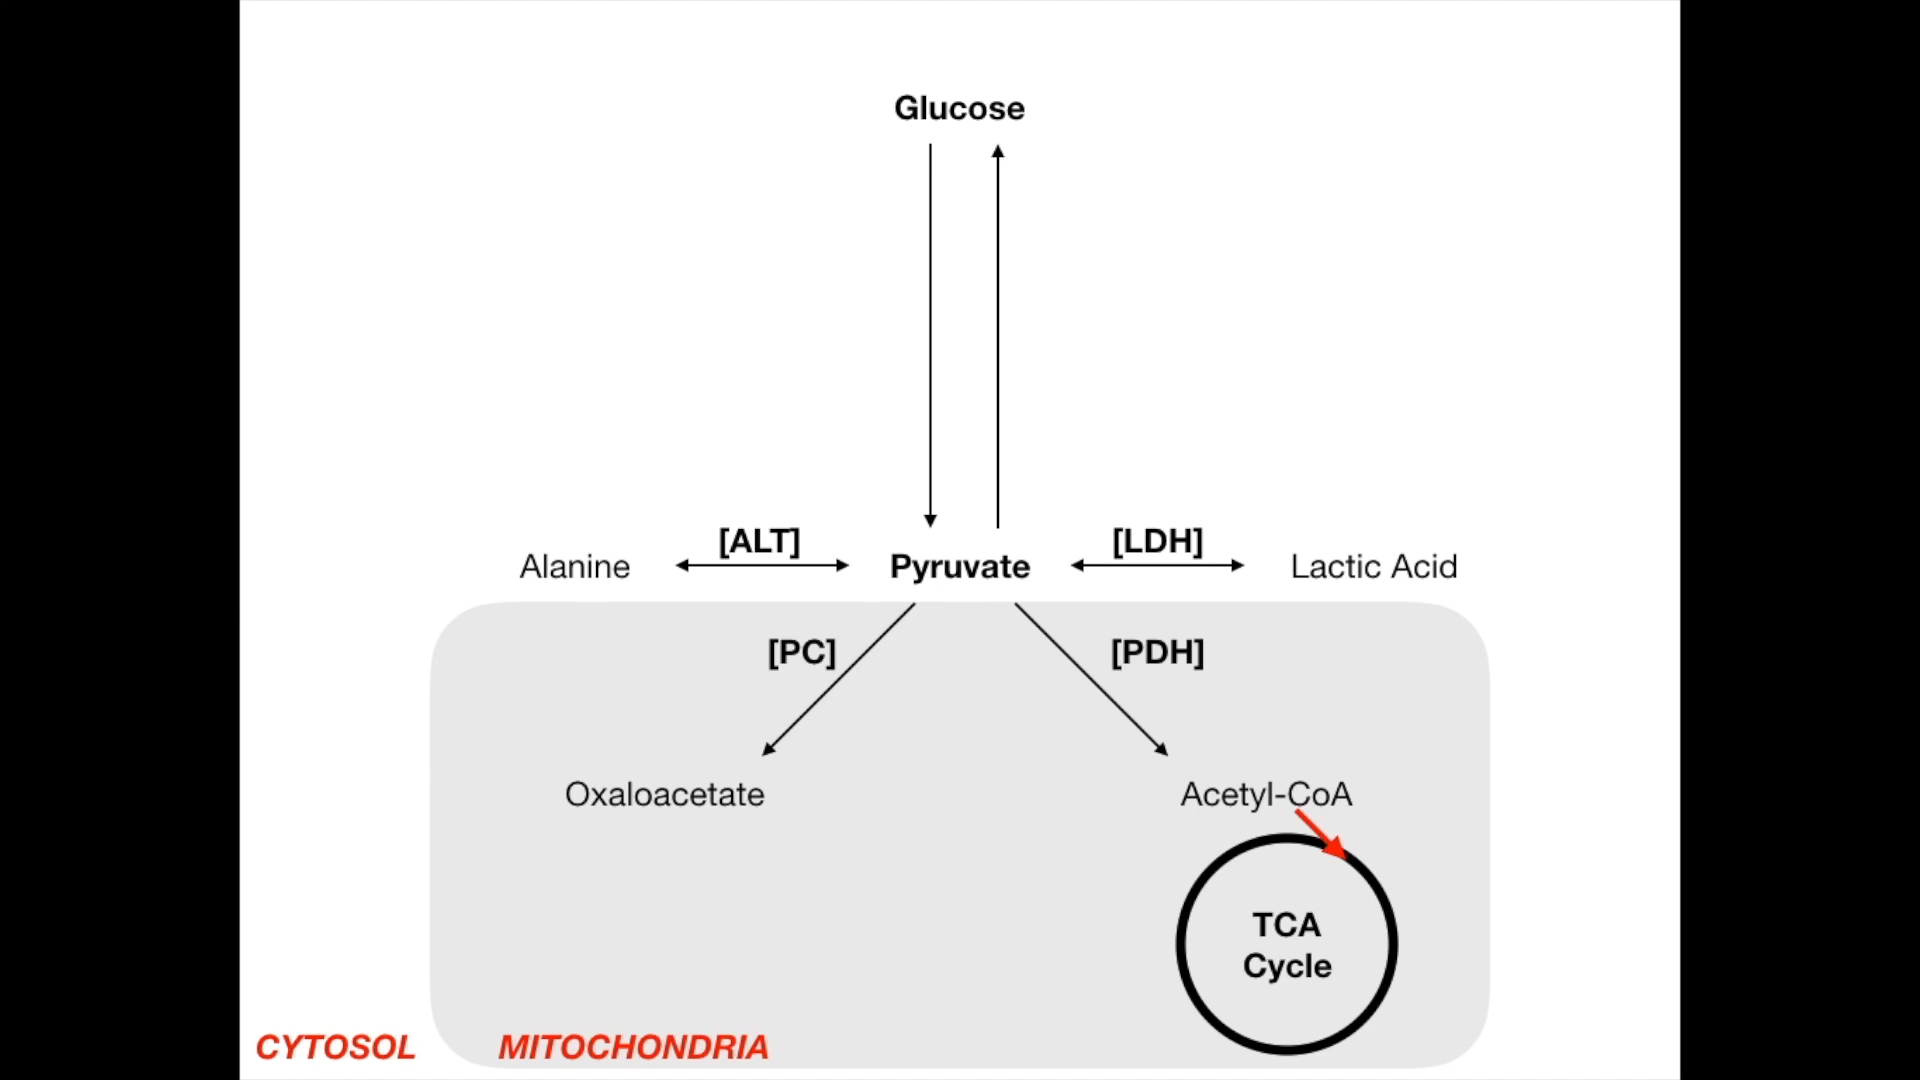 Glucose
[ALT]
[LDH]
Alanine
Pyruvate
Lactic Acid
[PC]
[PDH]
Oxaloacetate
Acetyl-CoA
TCA
Cycle
CYTOSOL
MITOCHONDRIA